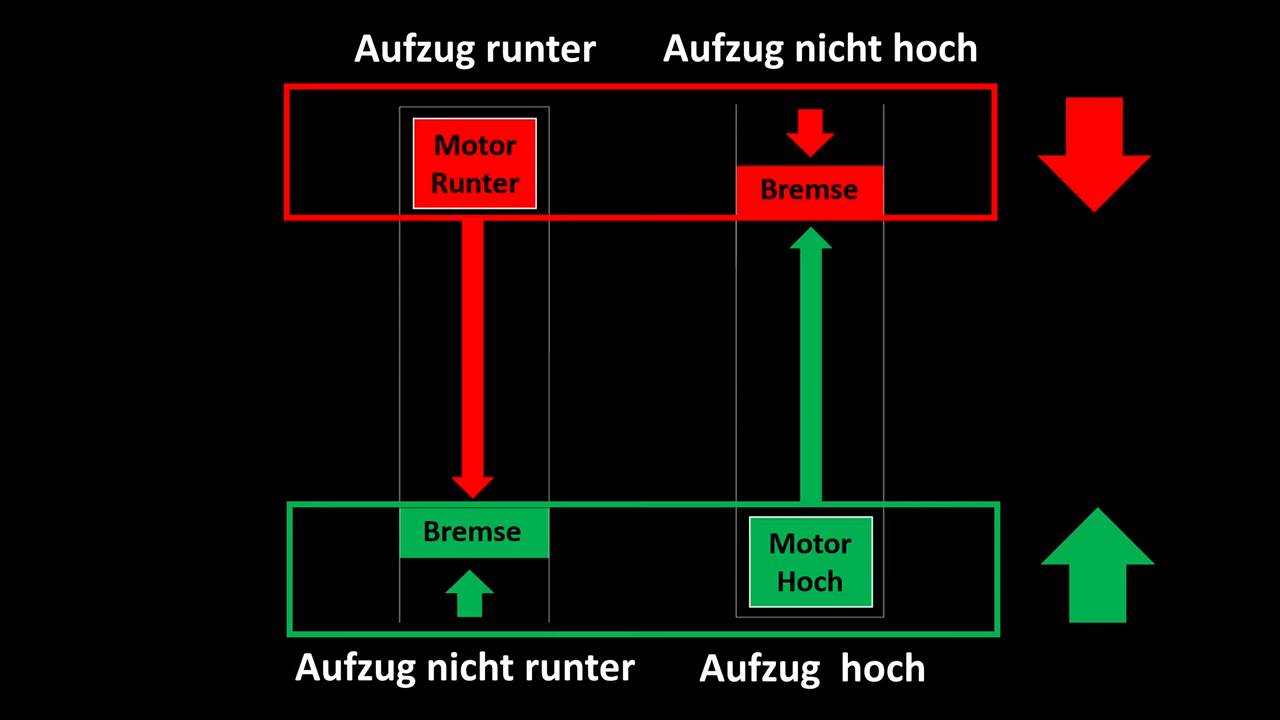 Aufzug runter
Aufzug nicht hoch
Motor
Runter
Bremse
Bremse
Motor
Hoch
Aufzug nicht runter
Aufzug hoch